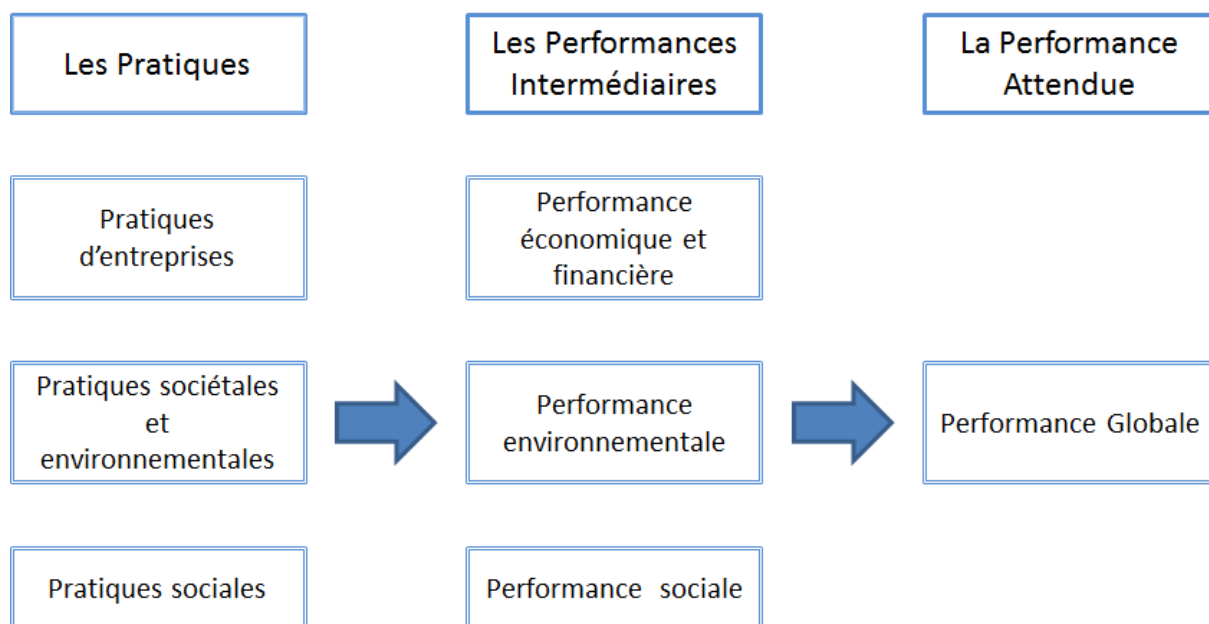 Les Pratiques
Les Performances
Intermédiaires
La Performance
Attendue
Pratiques
d’entreprises
Performance
économique et
financière
Pratiques sociétales
et
environnementales
Performance
environnementale
Performance Globale
Pratiques sociales
Performance sociale